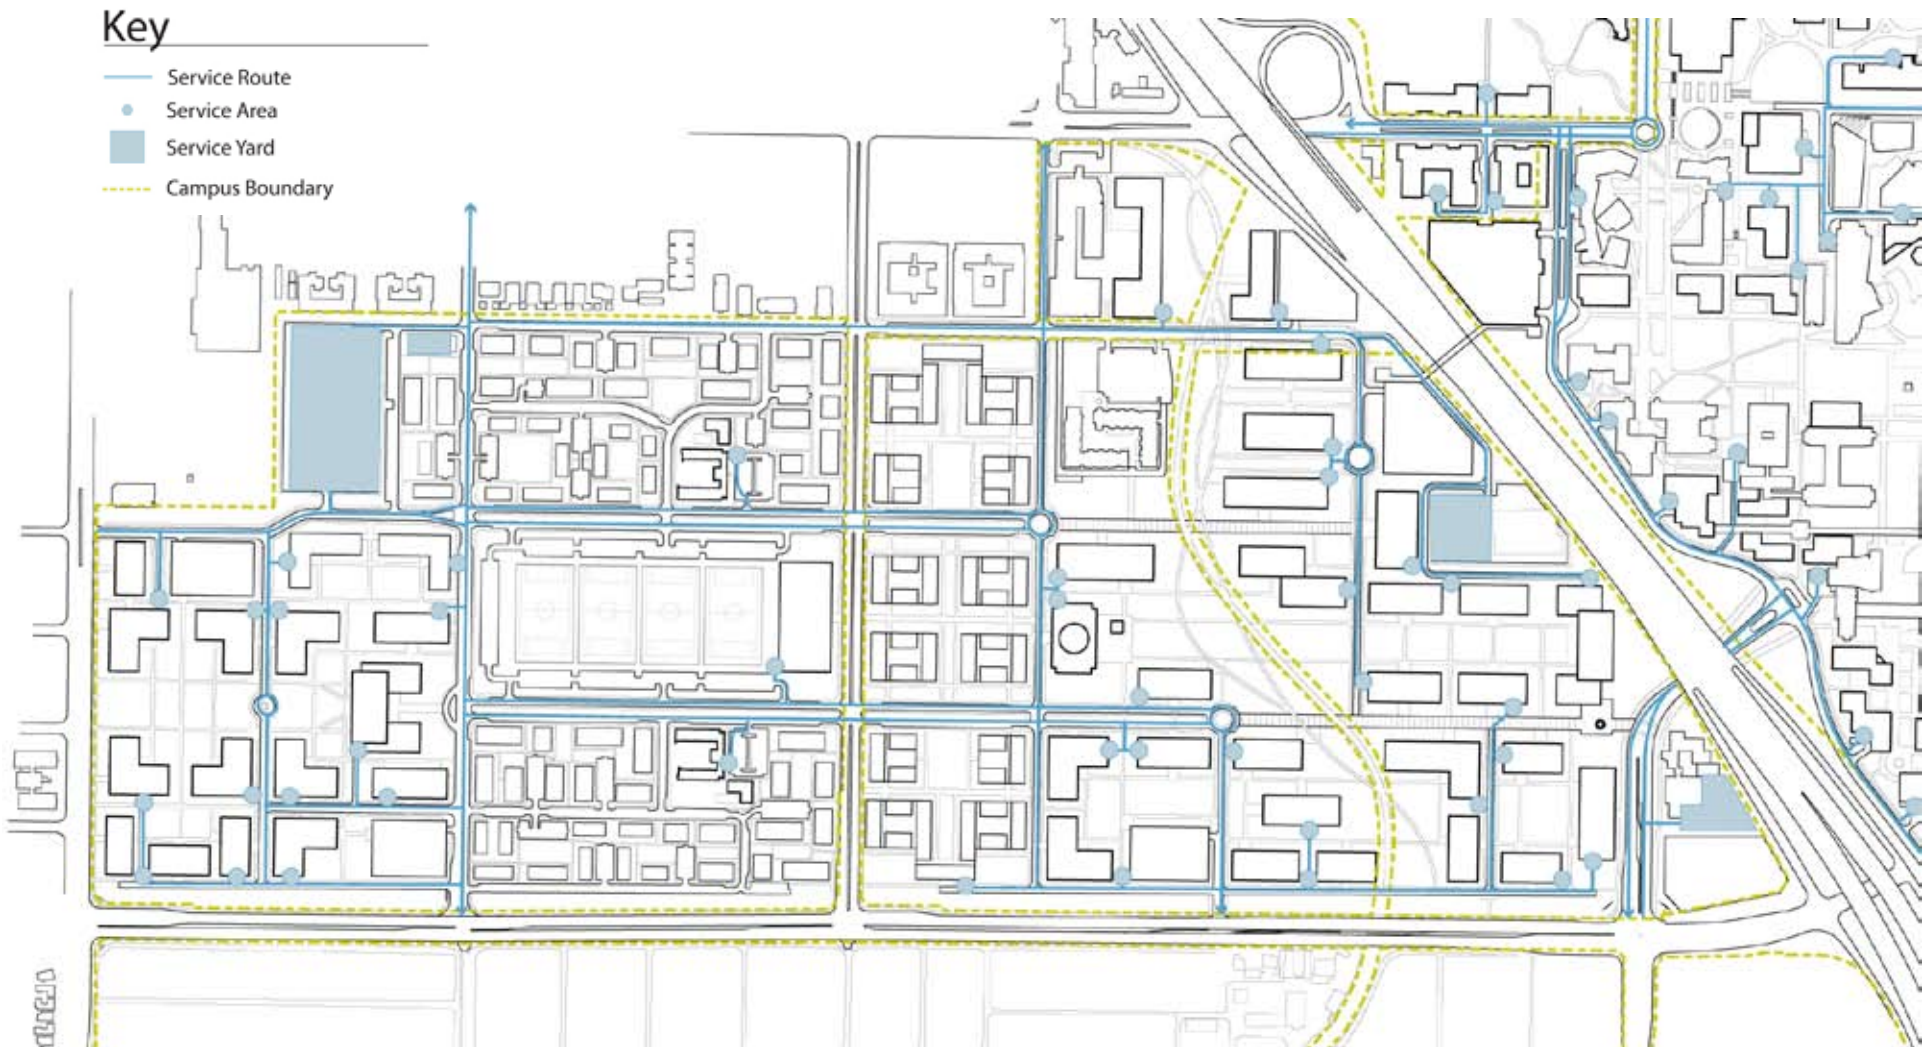 Key
Service Route
Service Area
Service Yard
Campus Boundary